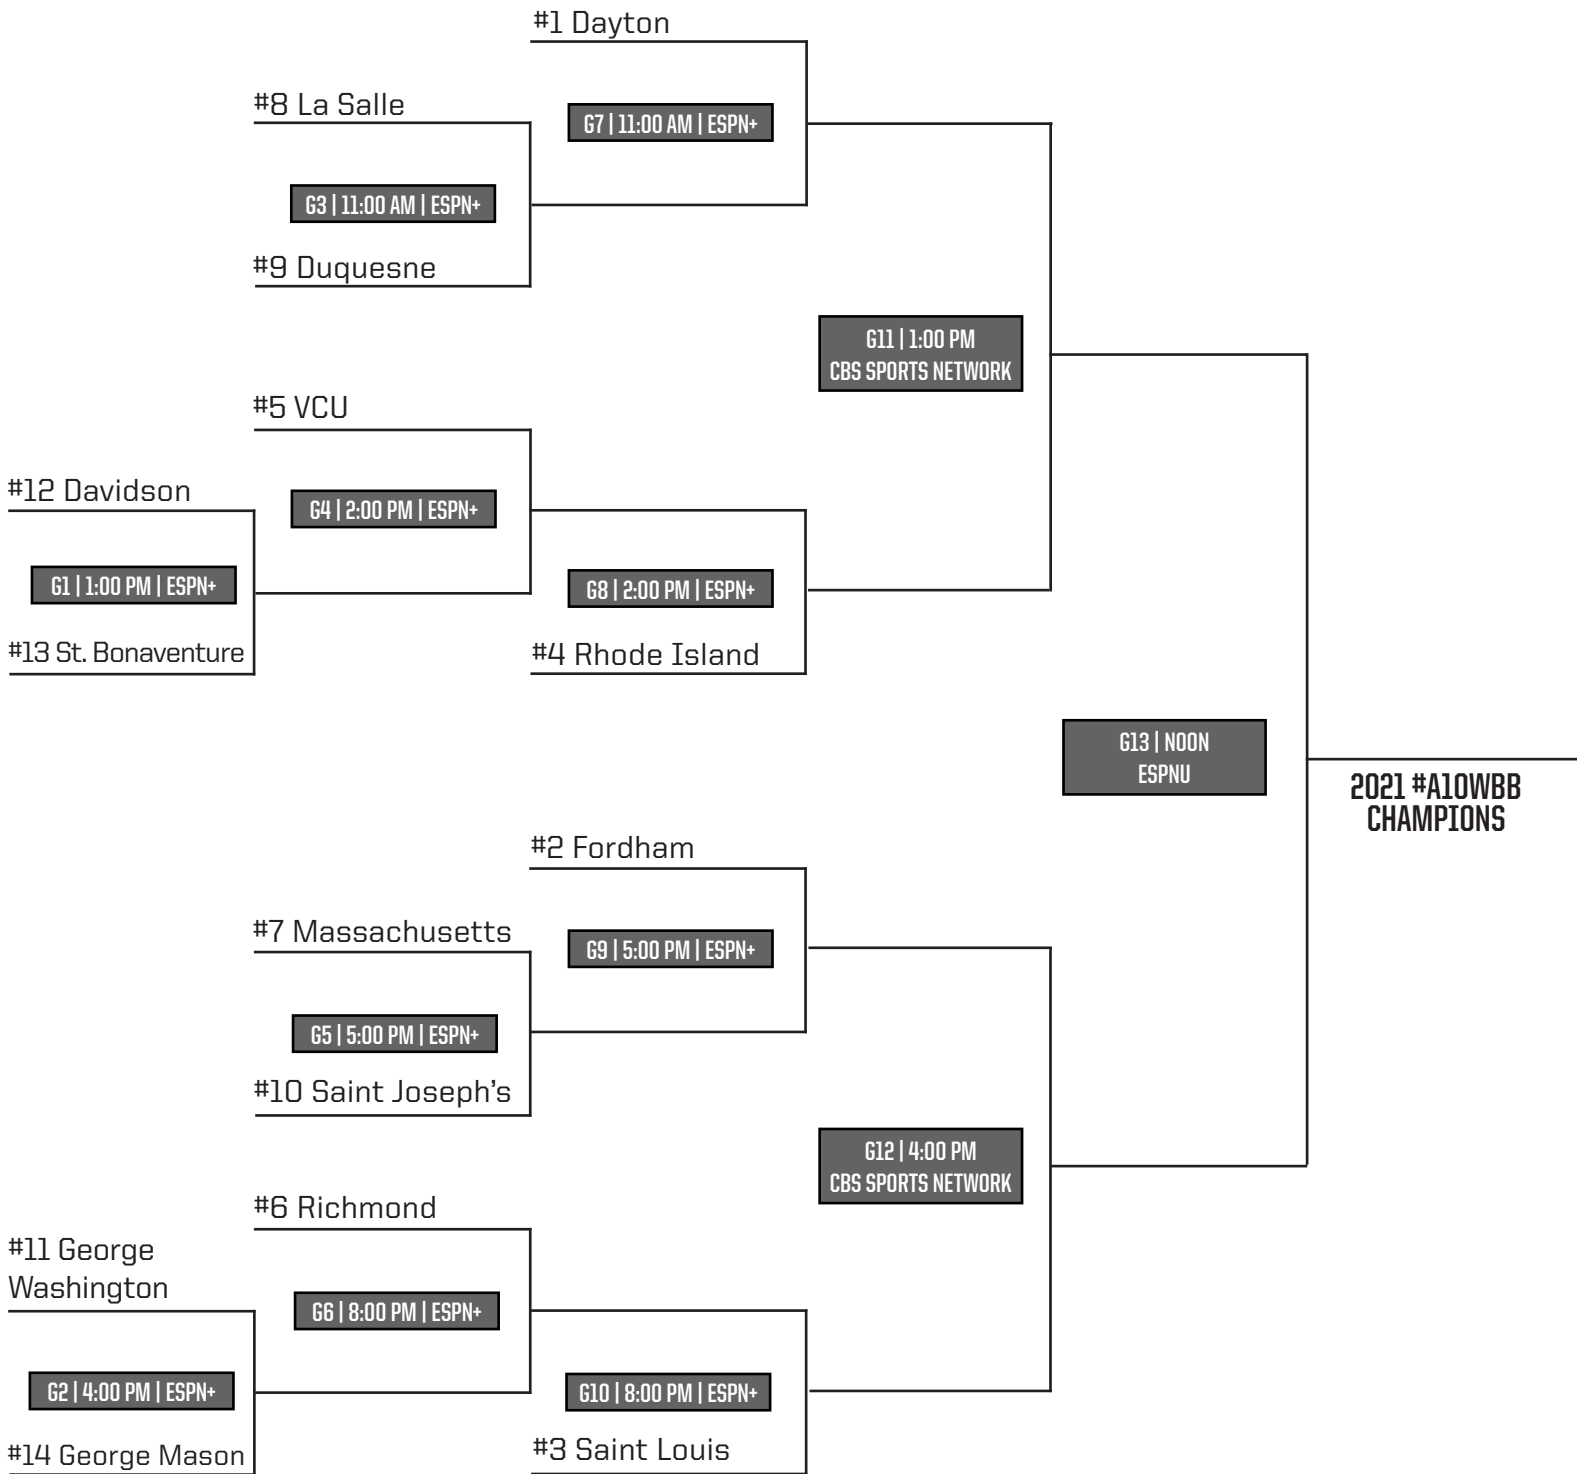 #1 Dayton
#8 La Salle
G7 | 11:00 AM | ESPN+
G3 | 11:00 AM | ESPN+
#9 Duquesne
G11 | 1:00 PM
CBS SPORTS NETWORK
#5 VCU
#12 Davidson
G4 | 2:00 PM | ESPN+
G1 | 1:00 PM | ESPN+
G8 | 2:00 PM | ESPN+
#13 St. Bonaventure
#4 Rhode Island
G13 | NOON
ESPNU
2021 #A10WBB
CHAMPIONS
#2 Fordham
#7 Massachusetts
G9 | 5:00 PM | ESPN+
G5 | 5:00 PM | ESPN+
#10 Saint Joseph's
G12 | 4:00 PM
CBS SPORTS NETWORK
#6 Richmond
#11 George
Washington
G6 | 8:00 PM | ESPN+
G2 | 4:00 PM | ESPN+
G10 | 8:00 PM | ESPN+
#14 George Mason
#3 Saint Louis